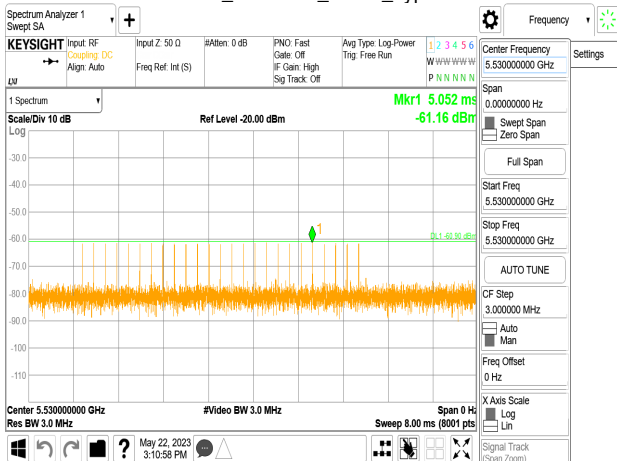 Spectrum Analyzer 1
Swept SA
+
Frequency
KEYSIGHT
Input: RF
Coupling: DC
Align: Auto
Input Z: 50 Ω
Freq Ref: Int (S)
#Atten: 0 dB
PNO: Fast
Gate: Off
IF Gain: High
Sig Track: Off
Avg Type: Log-Power
Trig: Free Run
1 2 3 4 5 6
W W W W W W
P N N N N N
LXI
1 Spectrum
Scale/Div 10 dB
Ref Level -20.00 dBm
Mkr1 5.052 ms
-61.16 dBm
Log
-30.0
-40.0
-50.0
-60.0
-70.0
-80.0
-90.0
-100
-110
1
DL1 -60.90 dBm
Center 5.530000000 GHz
Res BW 3.0 MHz
#Video BW 3.0 MHz
Span 0 Hz
Sweep 8.00 ms (8001 pts)
?
May 22, 2023
3:10:58 PM
Center Frequency
5.530000000 GHz
Span
0.00000000 Hz
Swept Span
Zero Span
Full Span
Start Freq
5.530000000 GHz
Stop Freq
5.530000000 GHz
AUTO TUNE
CF Step
3.000000 MHz
Auto
Man
Freq Offset
0 Hz
X Axis Scale
Log
Lin
Signal Track
(Span Zoom)
Settings